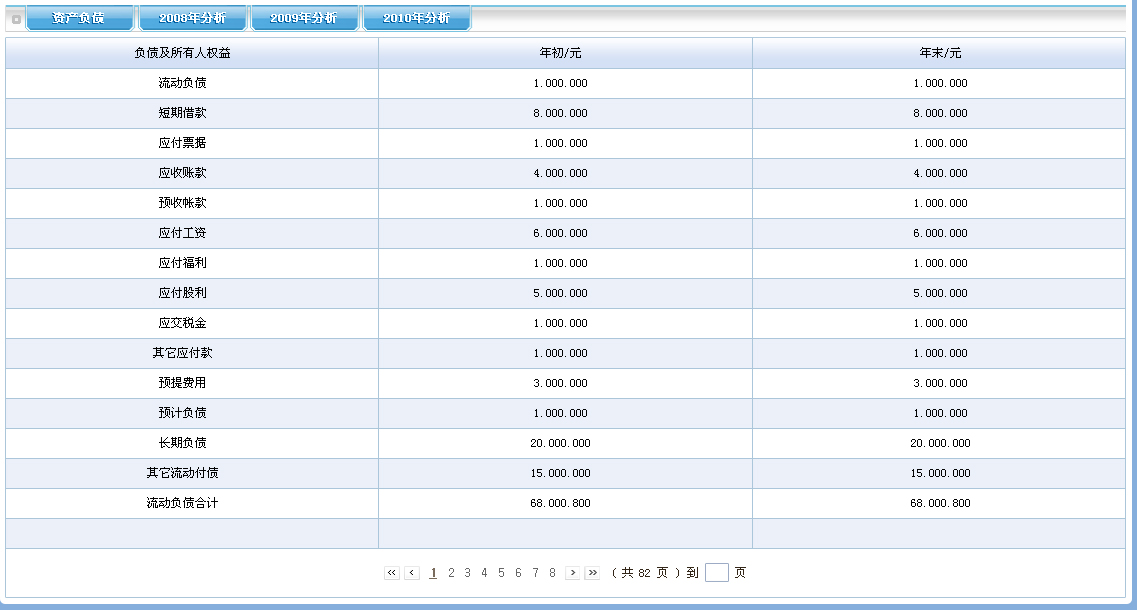 资产负债 2008年分析 2009年分析 2010年分析
负债及所有人权益 年初/元 年末/元
流动负债 1.000.000 1.000.000
短期借款 8.000.000 8.000.000
应付票据 1.000.000 1.000.000
应收账款 4.000.000 4.000.000
预收帐款 1.000.000 1.000.000
应付工资 6.000.000 6.000.000
应付福利 1.000.000 1.000.000
应付股利 5.000.000 5.000.000
应交税金 1.000.000 1.000.000
其它应付款 1.000.000 1.000.000
预提费用 3.000.000 3.000.000
预计负债 1.000.000 1.000.000
长期负债 20.000.000 20.000.000
其它流动付债 15.000.000 15.000.000
流动负债合计 68.000.800 68.000.800
« ‹ 1 2 3 4 5 6 7 8 › » ( 共 82 页 ) 到 页